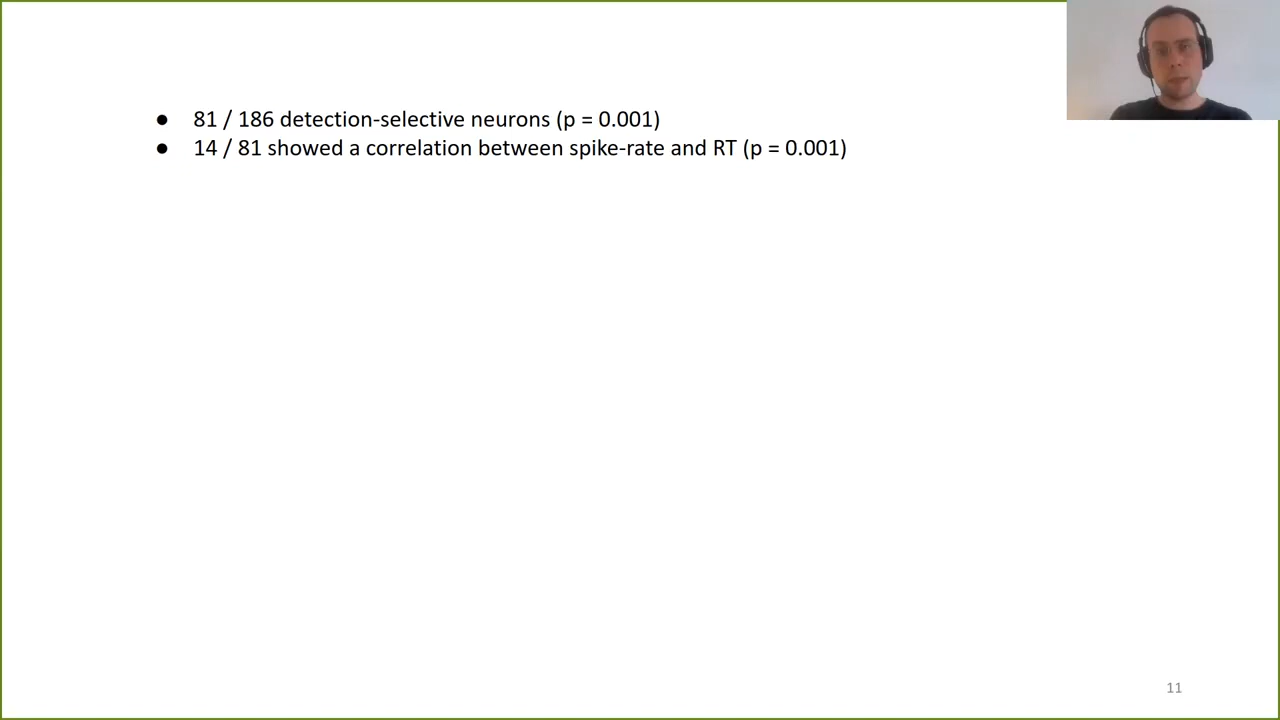 ● 81 / 186 detection-selective neurons (p = 0.001)
● 14 / 81 showed a correlation between spike-rate and RT (p = 0.001)
11